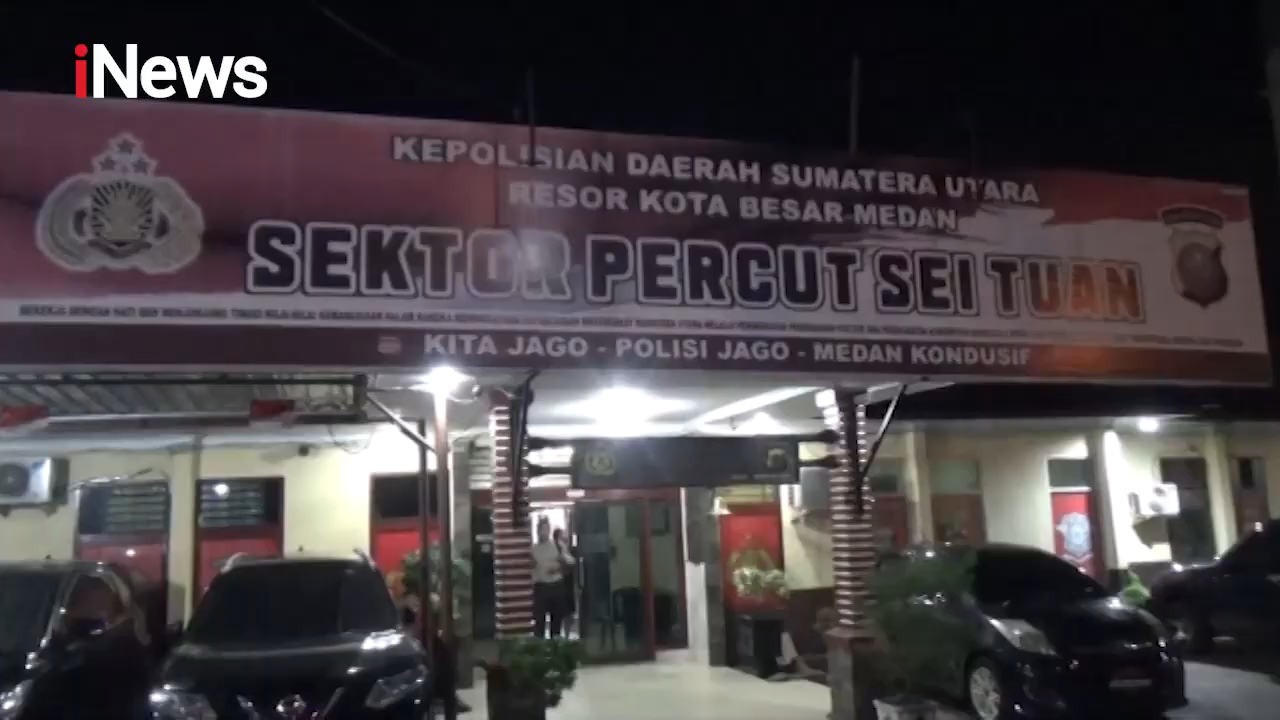 iNews
KEPOLISIAN DAERAH SUMATERA UTARA
RESOR KOTA BESAR MEDAN
SEKTOR PERCUT SEI TUAN
KITA JAGO - POLISI JAGO - MEDAN KONDUSIF